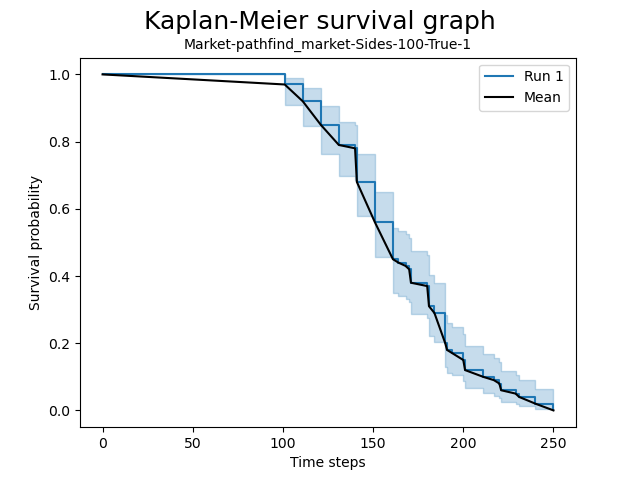 Kaplan-Meier survival graph
Market-pathfind_market-Sides-100-True-1
Run 1
Mean
Survival probability
1.0
0.8
0.6
0.4
0.2
0.0
0 50 100 150 200 250
Time steps